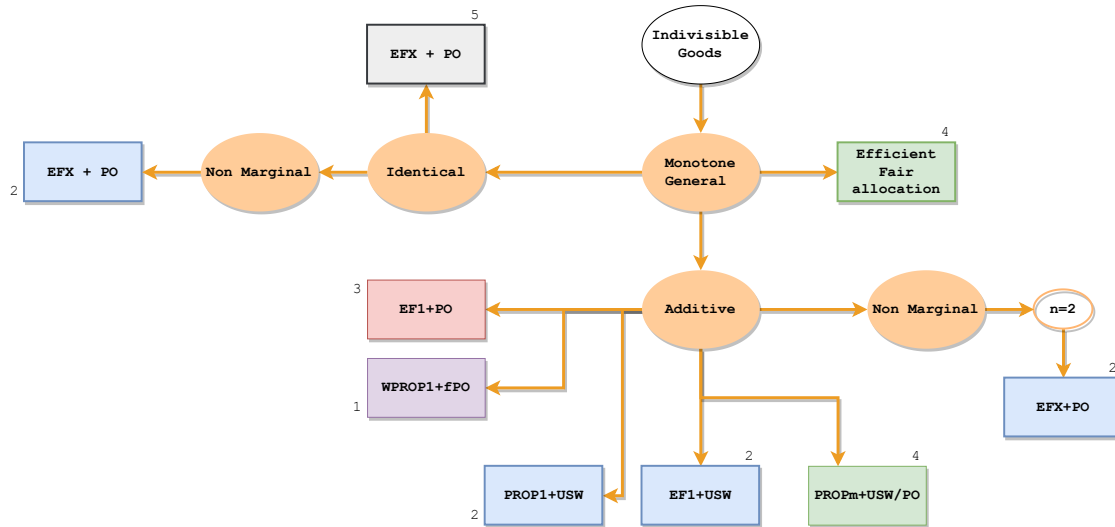 5
EFX + PO
Indivisible
Goods
4
EFX + PO
2
Non Marginal
Identical
Monotone
General
Efficient
Fair
allocation
3
EF1+PO
Additive
Non Marginal
n=2
WPROP1+fPO
1
2
EFX+PO
2
4
PROP1+USW
2
EF1+USW
PROPm+USW/PO